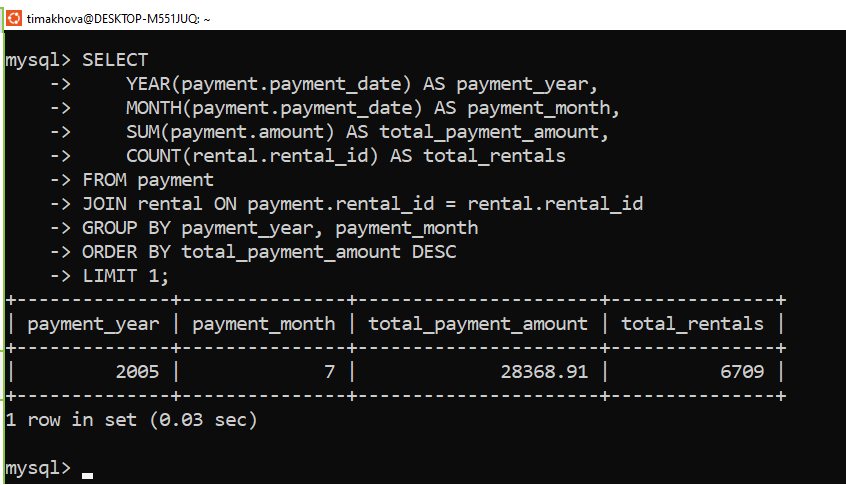 timakhova@DESKTOP-M551JUQ: ~
mysql> SELECT
    ->     YEAR(payment.payment_date) AS payment_year,
    ->     MONTH(payment.payment_date) AS payment_month,
    ->     SUM(payment.amount) AS total_payment_amount,
    ->     COUNT(rental.rental_id) AS total_rentals
    -> FROM payment
    -> JOIN rental ON payment.rental_id = rental.rental_id
    -> GROUP BY payment_year, payment_month
    -> ORDER BY total_payment_amount DESC
    -> LIMIT 1;
+--------------+---------------+----------------------+---------------+
| payment_year | payment_month | total_payment_amount | total_rentals |
+--------------+---------------+----------------------+---------------+
|         2005 |             7 |             28368.91 |          6709 |
+--------------+---------------+----------------------+---------------+
1 row in set (0.03 sec)
mysql>